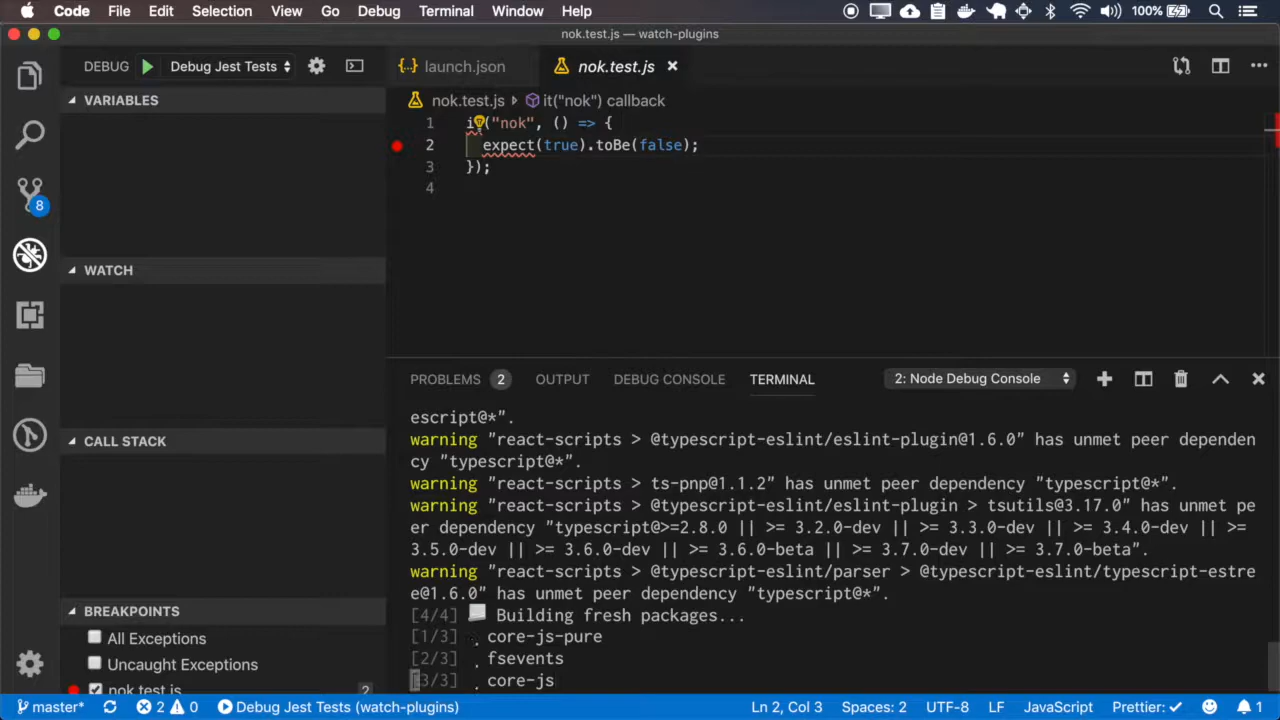 Code File Edit Selection View Go Debug Terminal Window Help 100%
nok.test.js — watch-plugins
DEBUG Debug Jest Tests
launch.json nok.test.js
VARIABLES
nok.test.js it("nok") callback
1 i ("nok", () => {
2 expect(true).toBe(false);
3 });
4
8
WATCH
PROBLEMS 2 OUTPUT DEBUG CONSOLE TERMINAL 2: Node Debug Console
escript@*".
warning "react-scripts > @typescript-eslint/eslint-plugin@1.6.0" has unmet peer dependen
cy "typescript@*".
warning "react-scripts > ts-pnp@1.1.2" has unmet peer dependency "typescript@*".
warning "react-scripts > @typescript-eslint/eslint-plugin > tsutils@3.17.0" has unmet pe
er dependency "typescript@>=2.8.0 || >= 3.2.0-dev || >= 3.3.0-dev || >= 3.4.0-dev || >=
3.5.0-dev || >= 3.6.0-dev || >= 3.6.0-beta || >= 3.7.0-dev || >= 3.7.0-beta".
warning "react-scripts > @typescript-eslint/parser > @typescript-eslint/typescript-estre
e@1.6.0" has unmet peer dependency "typescript@*".
[4/4] Building fresh packages...
[1/3] core-js-pure
[2/3] fsevents
[3/3] core-js
CALL STACK
BREAKPOINTS
All Exceptions
Uncaught Exceptions
nok.test.js 2
master* 2 0 Debug Jest Tests (watch-plugins) Ln 2, Col 3 Spaces: 2 UTF-8 LF JavaScript Prettier: ✓ 1